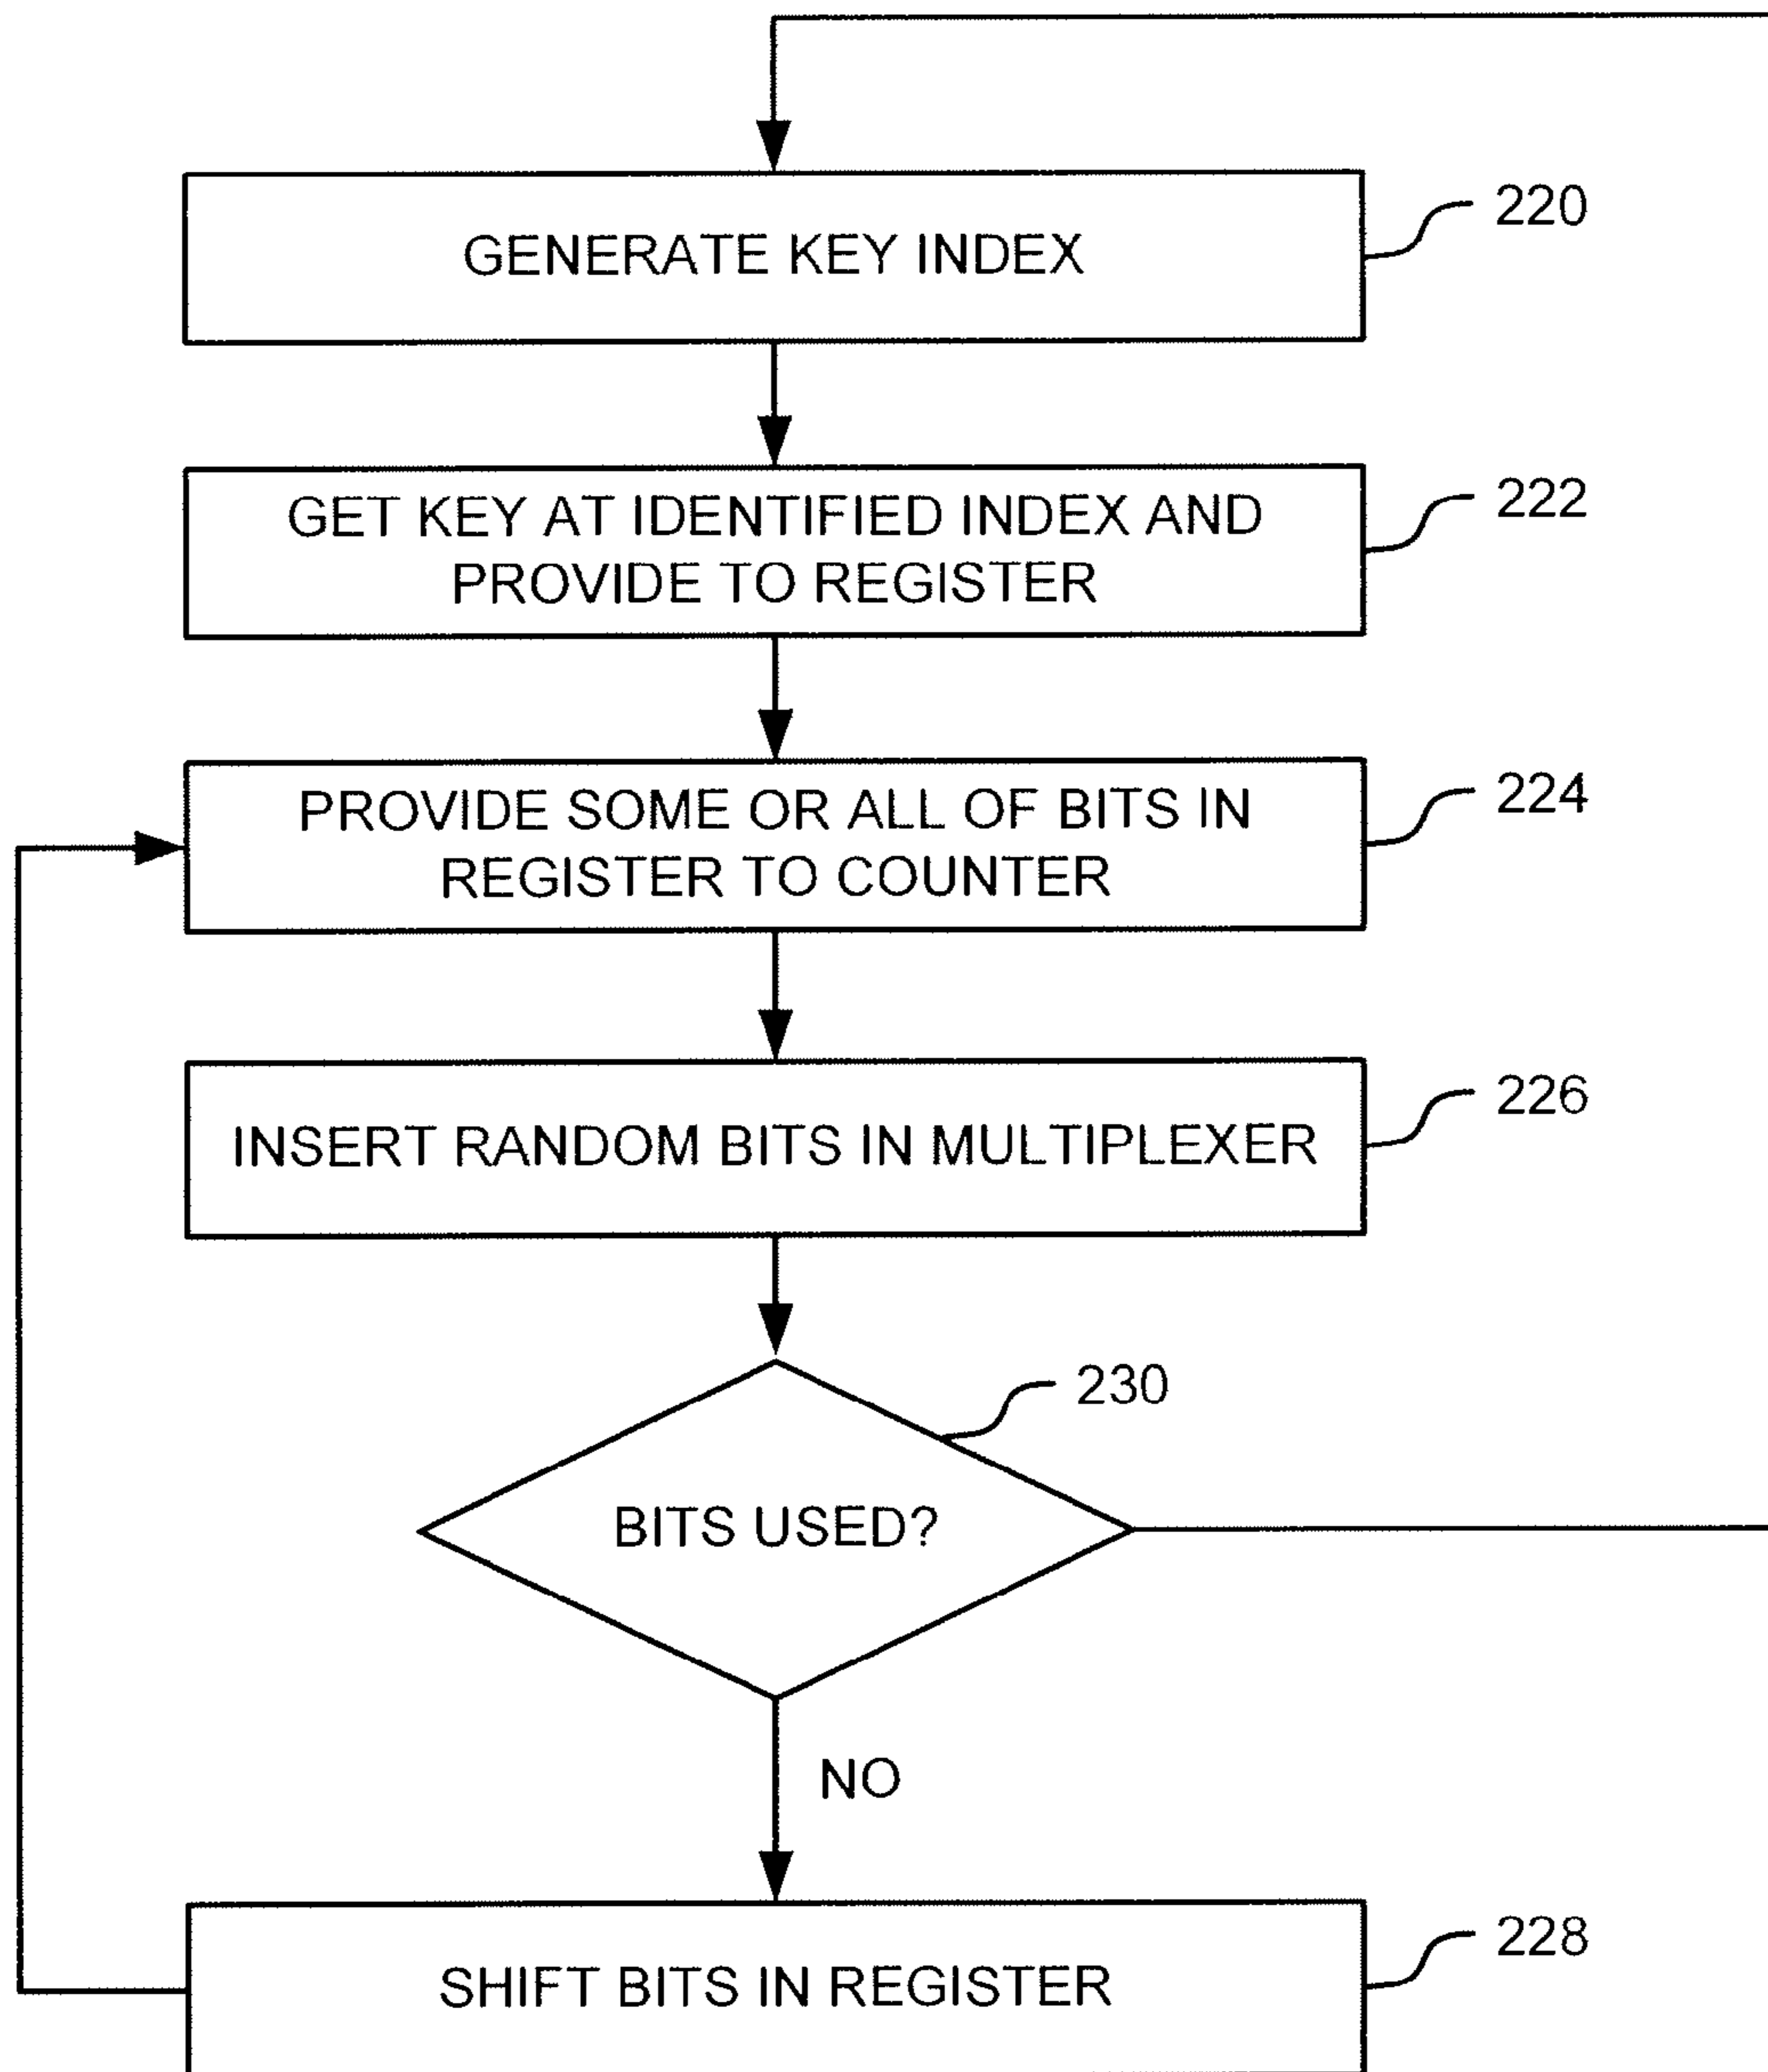 GENERATE KEY INDEX
220
GET KEY AT IDENTIFIED INDEX AND
PROVIDE TO REGISTER
222
PROVIDE SOME OR ALL OF BITS IN
REGISTER TO COUNTER
224
INSERT RANDOM BITS IN MULTIPLEXER
226
230
BITS USED?
NO
SHIFT BITS IN REGISTER
228